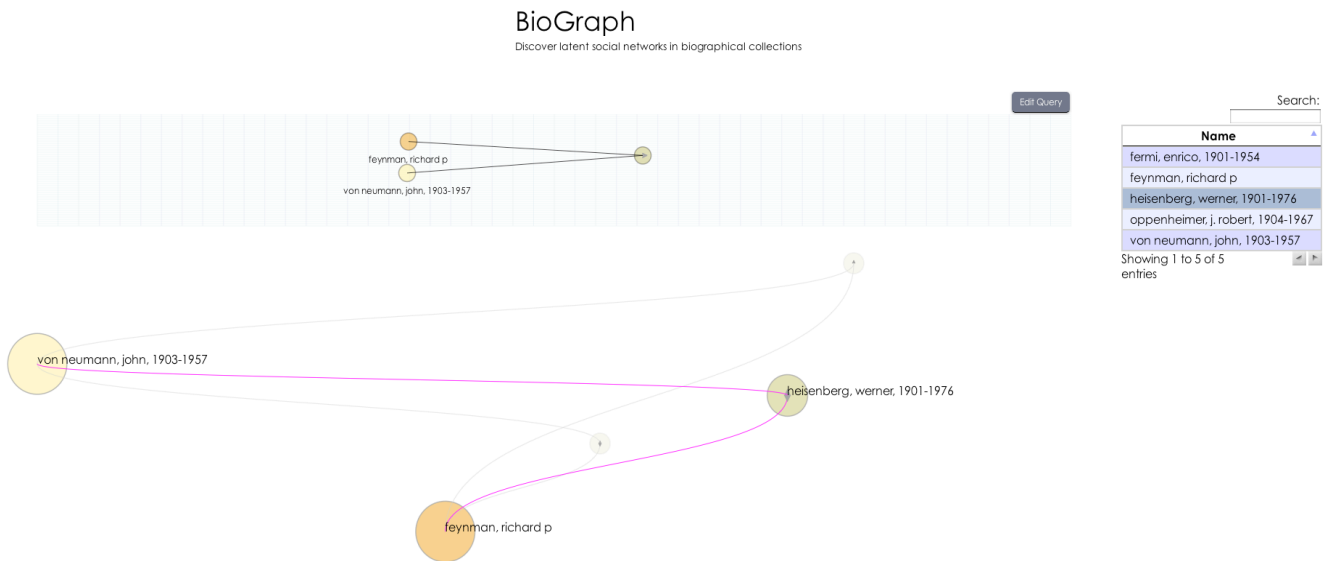 BioGraph
Discover latent social networks in biographical collections
Edit Query
feynman, richard p
von neumann, john, 1903-1957
Search:
Name
fermi, enrico, 1901-1954
feynman, richard p
heisenberg, werner, 1901-1976
oppenheimer, j. robert, 1904-1967
von neumann, john, 1903-1957
Showing 1 to 5 of 5
entries
von neumann, john, 1903-1957
heisenberg, werner, 1901-1976
feynman, richard p